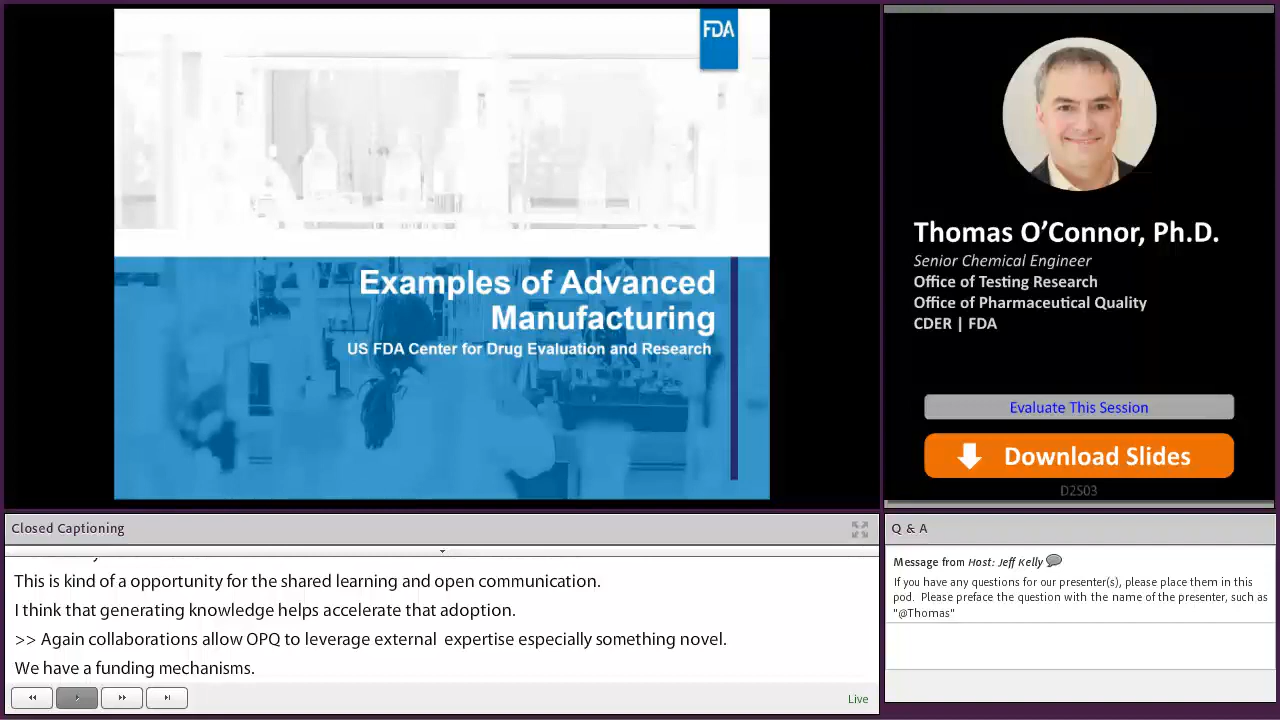 FDA
Examples of Advanced
Manufacturing
US FDA Center for Drug Evaluation and Research
Thomas O’Connor, Ph.D.
Senior Chemical Engineer
Office of Testing Research
Office of Pharmaceutical Quality
CDER | FDA
Evaluate This Session
Download Slides
D2S03
Closed Captioning
This is kind of a opportunity for the shared learning and open communication.
I think that generating knowledge helps accelerate that adoption.
>> Again collaborations allow OPQ to leverage external expertise especially something novel.
We have a funding mechanisms.
Live
Q & A
Message from Host: Jeff Kelly
If you have any questions for our presenter(s), please place them in this
pod. Please preface the question with the name of the presenter, such as
"@Thomas"